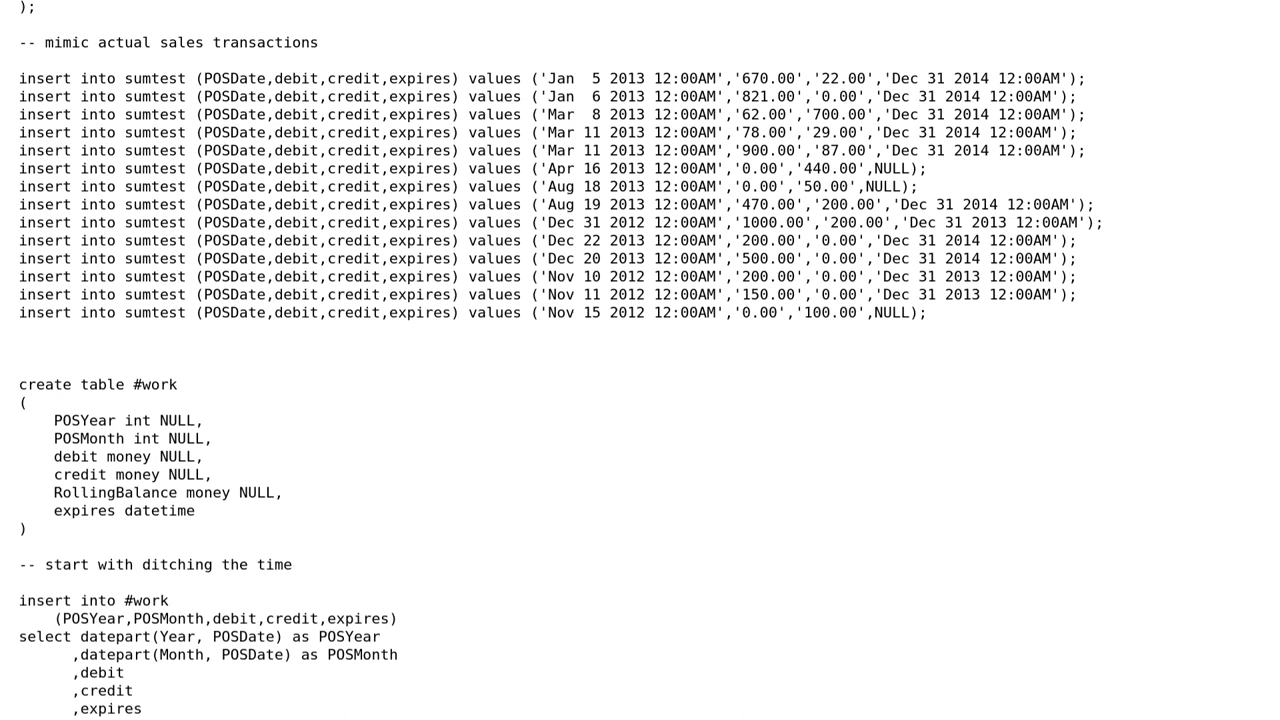 );
-- mimic actual sales transactions
insert into sumtest (POSDate,debit,credit,expires) values ('Jan  5 2013 12:00AM','670.00','22.00','Dec 31 2014 12:00AM');
insert into sumtest (POSDate,debit,credit,expires) values ('Jan  6 2013 12:00AM','821.00','0.00','Dec 31 2014 12:00AM');
insert into sumtest (POSDate,debit,credit,expires) values ('Mar  8 2013 12:00AM','62.00','700.00','Dec 31 2014 12:00AM');
insert into sumtest (POSDate,debit,credit,expires) values ('Mar 11 2013 12:00AM','78.00','29.00','Dec 31 2014 12:00AM');
insert into sumtest (POSDate,debit,credit,expires) values ('Mar 11 2013 12:00AM','900.00','87.00','Dec 31 2014 12:00AM');
insert into sumtest (POSDate,debit,credit,expires) values ('Apr 16 2013 12:00AM','0.00','440.00',NULL);
insert into sumtest (POSDate,debit,credit,expires) values ('Aug 18 2013 12:00AM','0.00','50.00',NULL);
insert into sumtest (POSDate,debit,credit,expires) values ('Aug 19 2013 12:00AM','470.00','200.00','Dec 31 2014 12:00AM');
insert into sumtest (POSDate,debit,credit,expires) values ('Dec 31 2012 12:00AM','1000.00','200.00','Dec 31 2013 12:00AM');
insert into sumtest (POSDate,debit,credit,expires) values ('Dec 22 2013 12:00AM','200.00','0.00','Dec 31 2014 12:00AM');
insert into sumtest (POSDate,debit,credit,expires) values ('Dec 20 2013 12:00AM','500.00','0.00','Dec 31 2014 12:00AM');
insert into sumtest (POSDate,debit,credit,expires) values ('Nov 10 2012 12:00AM','200.00','0.00','Dec 31 2013 12:00AM');
insert into sumtest (POSDate,debit,credit,expires) values ('Nov 11 2012 12:00AM','150.00','0.00','Dec 31 2013 12:00AM');
insert into sumtest (POSDate,debit,credit,expires) values ('Nov 15 2012 12:00AM','0.00','100.00',NULL);
create table #work
(
    POSYear int NULL,
    POSMonth int NULL,
    debit money NULL,
    credit money NULL,
    RollingBalance money NULL,
    expires datetime
)
-- start with ditching the time
insert into #work
    (POSYear,POSMonth,debit,credit,expires)
select datepart(Year, POSDate) as POSYear
      ,datepart(Month, POSDate) as POSMonth
      ,debit
      ,credit
      ,expires